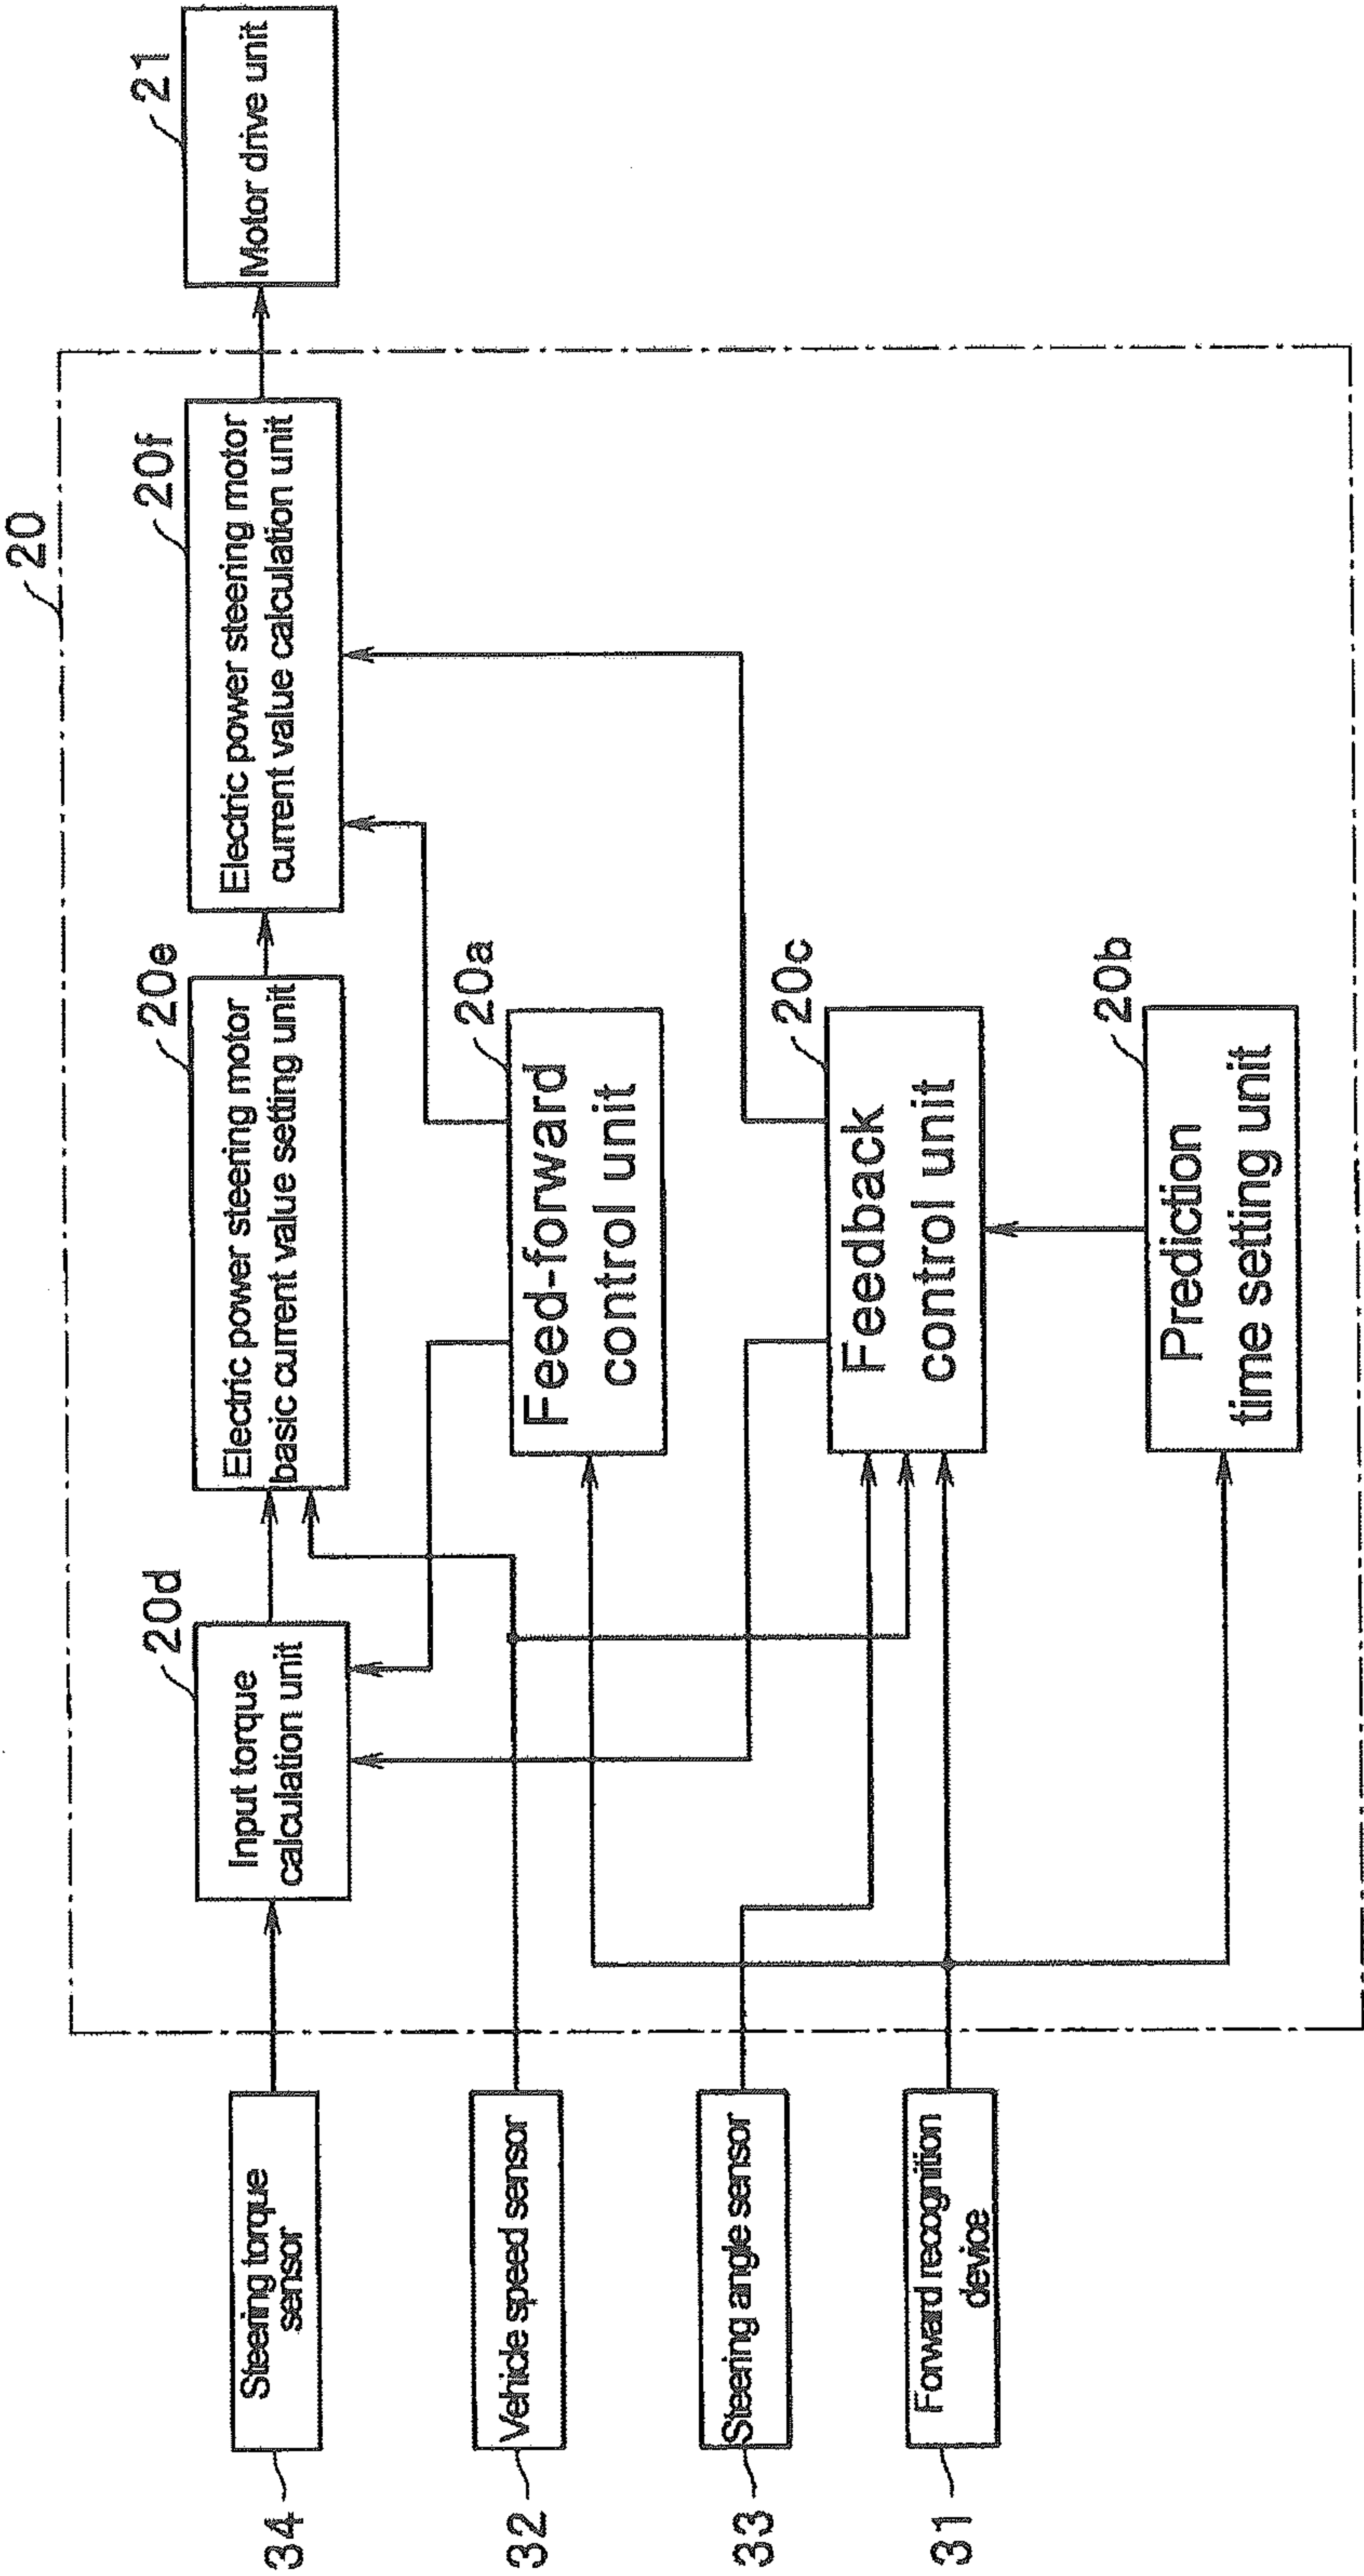 20
34
Steering torque
sensor
20d
Input torque
calculation unit
20e
Electric power steering motor
basic current value setting unit
20f
Electric power steering motor
current value calculation unit
21
Motor drive unit
32
Vehicle speed sensor
20a
Feed-forward
control unit
33
Steering angle sensor
20c
Feedback
control unit
31
Forward recognition
device
20b
Prediction
time setting unit